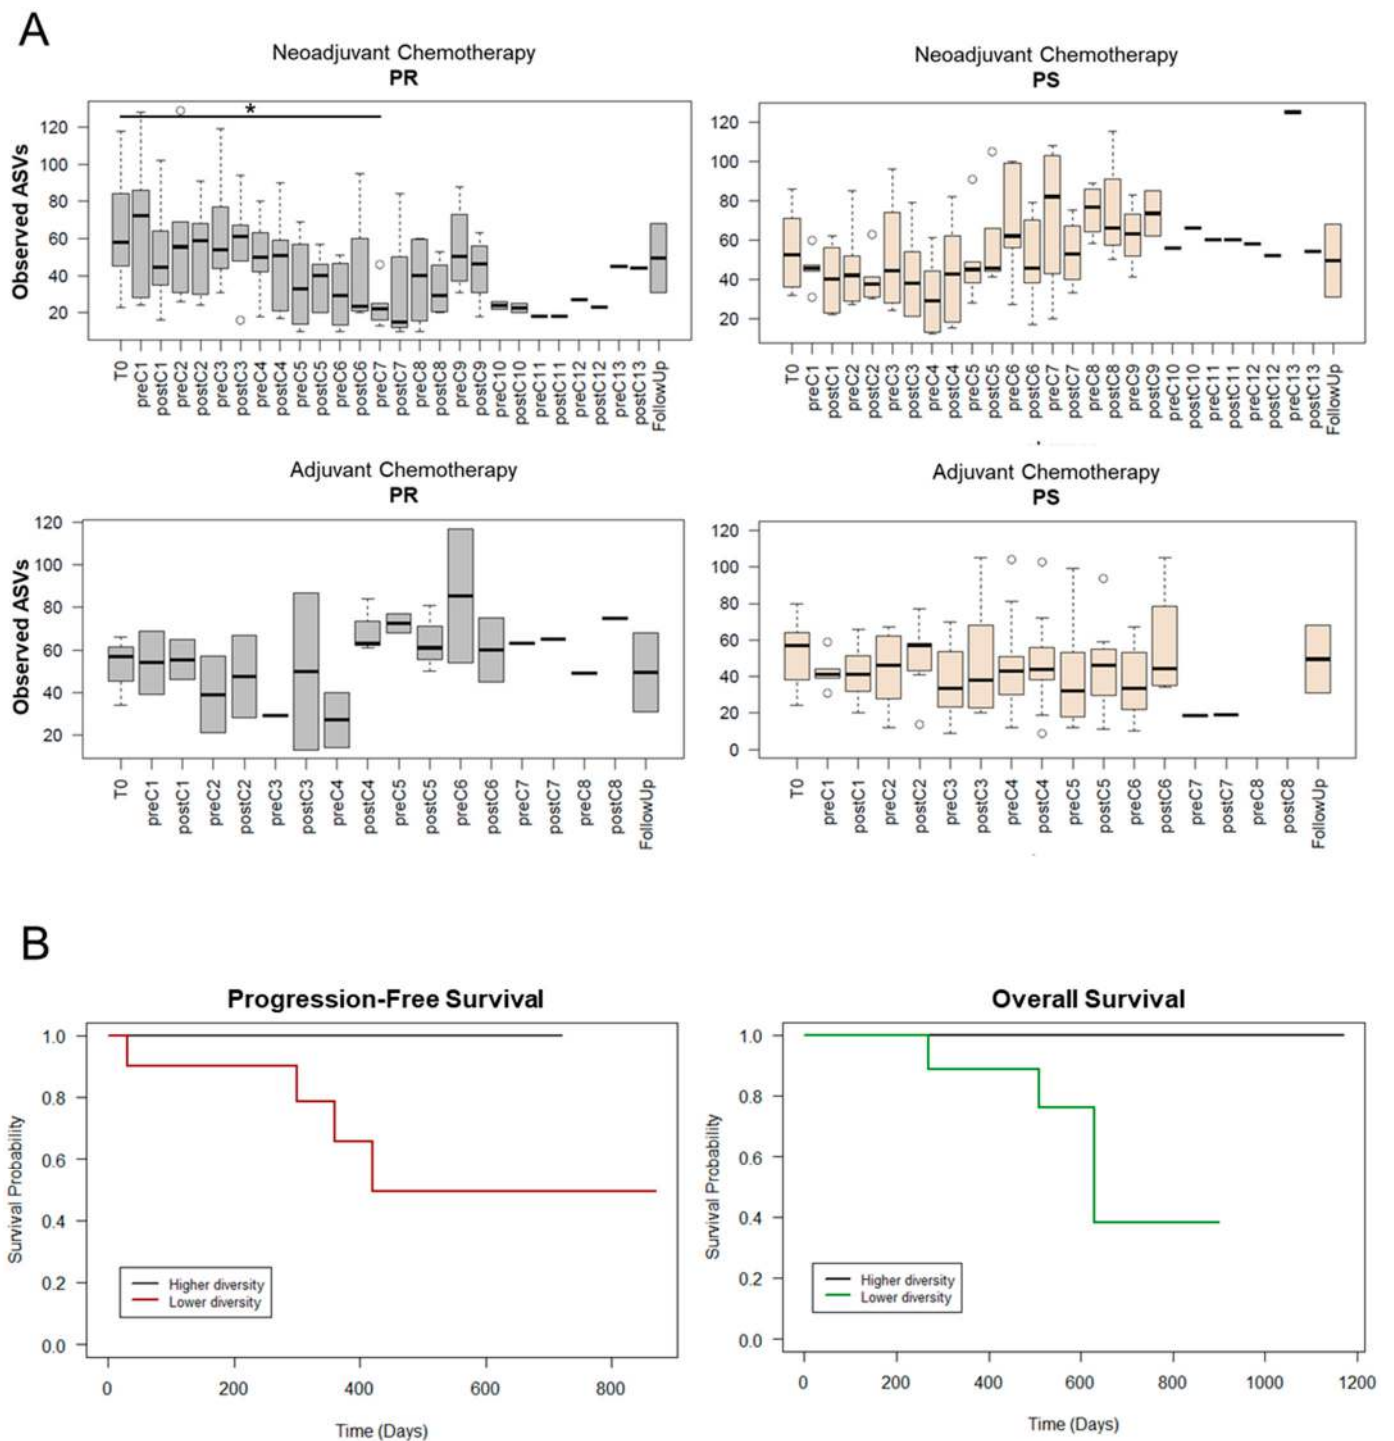 A
Neoadjuvant Chemotherapy
PR
Neoadjuvant Chemotherapy
PS
Observed ASVs
*
120
100
80
60
40
20
T0 preC1 postC1 preC2 postC2 preC3 postC3 preC4 postC4 preC5 postC5 preC6 postC6 preC7 postC7 preC8 postC8 preC9 postC9 preC10 postC10 preC11 postC11 preC12 postC12 preC13 postC13 FollowUp
120
100
80
60
40
20
T0 preC1 postC1 preC2 postC2 preC3 postC3 preC4 postC4 preC5 postC5 preC6 postC6 preC7 postC7 preC8 postC8 preC9 postC9 preC10 postC10 preC11 postC11 preC12 postC12 preC13 postC13 FollowUp
Adjuvant Chemotherapy
PR
Adjuvant Chemotherapy
PS
Observed ASVs
120
100
80
60
40
20
T0 preC1 postC1 preC2 postC2 preC3 postC3 preC4 postC4 preC5 postC5 preC6 postC6 preC7 postC7 preC8 postC8 FollowUp
120
100
80
60
40
20
0
T0 preC1 postC1 preC2 postC2 preC3 postC3 preC4 postC4 preC5 postC5 preC6 postC6 preC7 postC7 preC8 postC8 FollowUp
B
Progression-Free Survival
Survival Probability
1.0
0.8
0.6
0.4
0.2
0.0
Higher diversity
Lower diversity
0 200 400 600 800
Time (Days)
Overall Survival
Survival Probability
1.0
0.8
0.6
0.4
0.2
0.0
Higher diversity
Lower diversity
0 200 400 600 800 1000 1200
Time (Days)